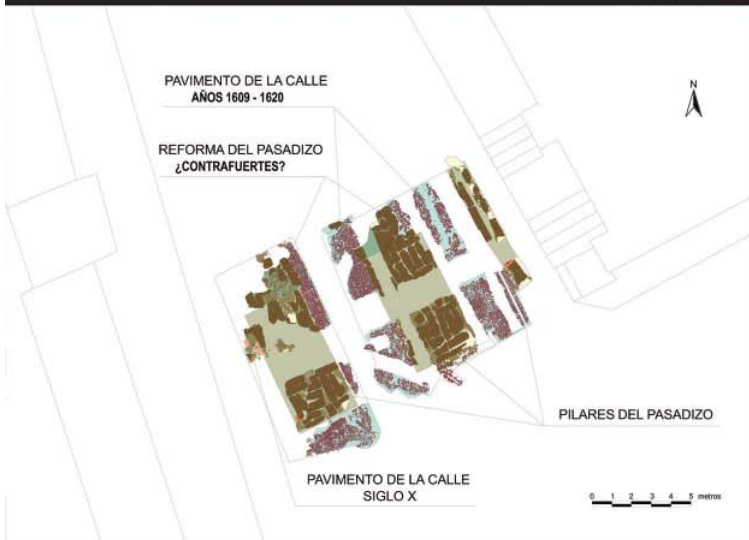 PAVIMENTO DE LA CALLE
AÑOS 1609 - 1620
N
REFORMA DEL PASADIZO
¿CONTRAFUERTES?
PILARES DEL PASADIZO
PAVIMENTO DE LA CALLE
SIGLO X
0 1 2 3 4 5 metros